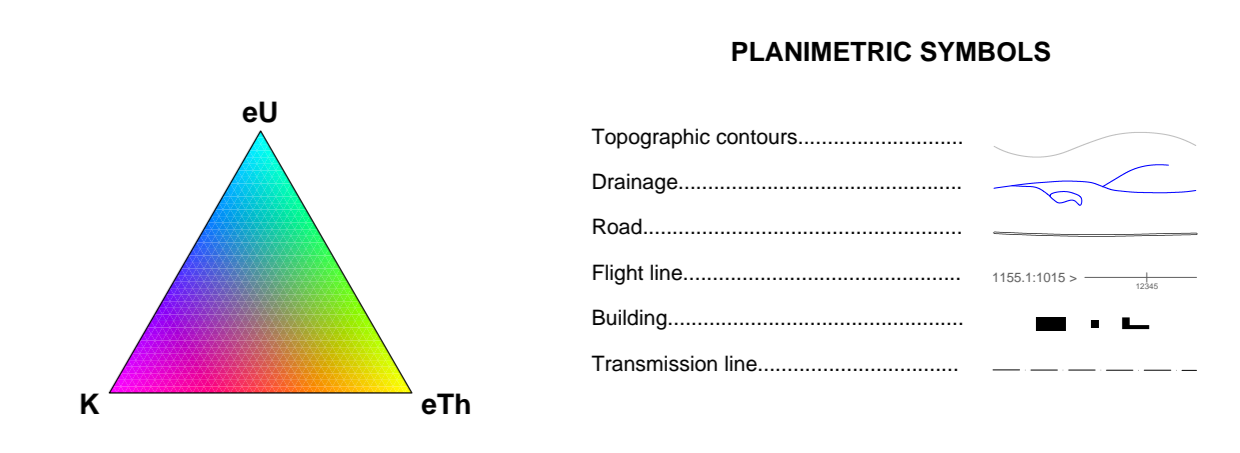 PLANIMETRIC SYMBOLS
eU
K
eTh
Topographic contours............................
Drainage................................................
Road......................................................
Flight line...............................................
1155.1:1015 >
12345
Building..................................................
Transmission line..................................